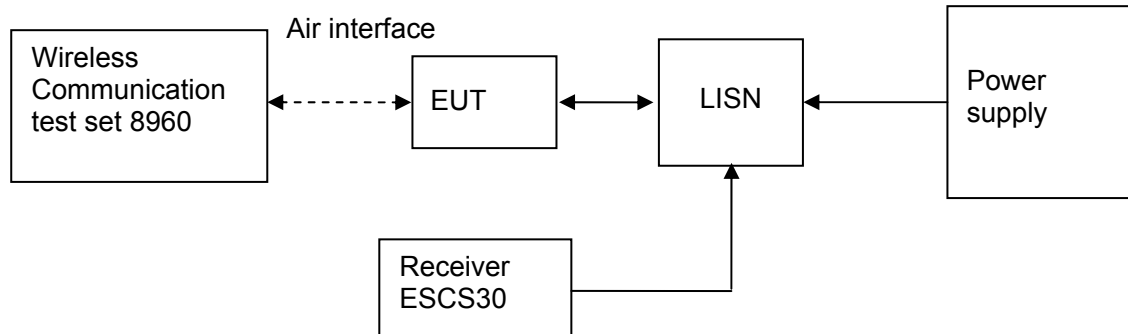 Air interface
Wireless
Communication
test set 8960
EUT
LISN
Power
supply
Receiver
ESCS30